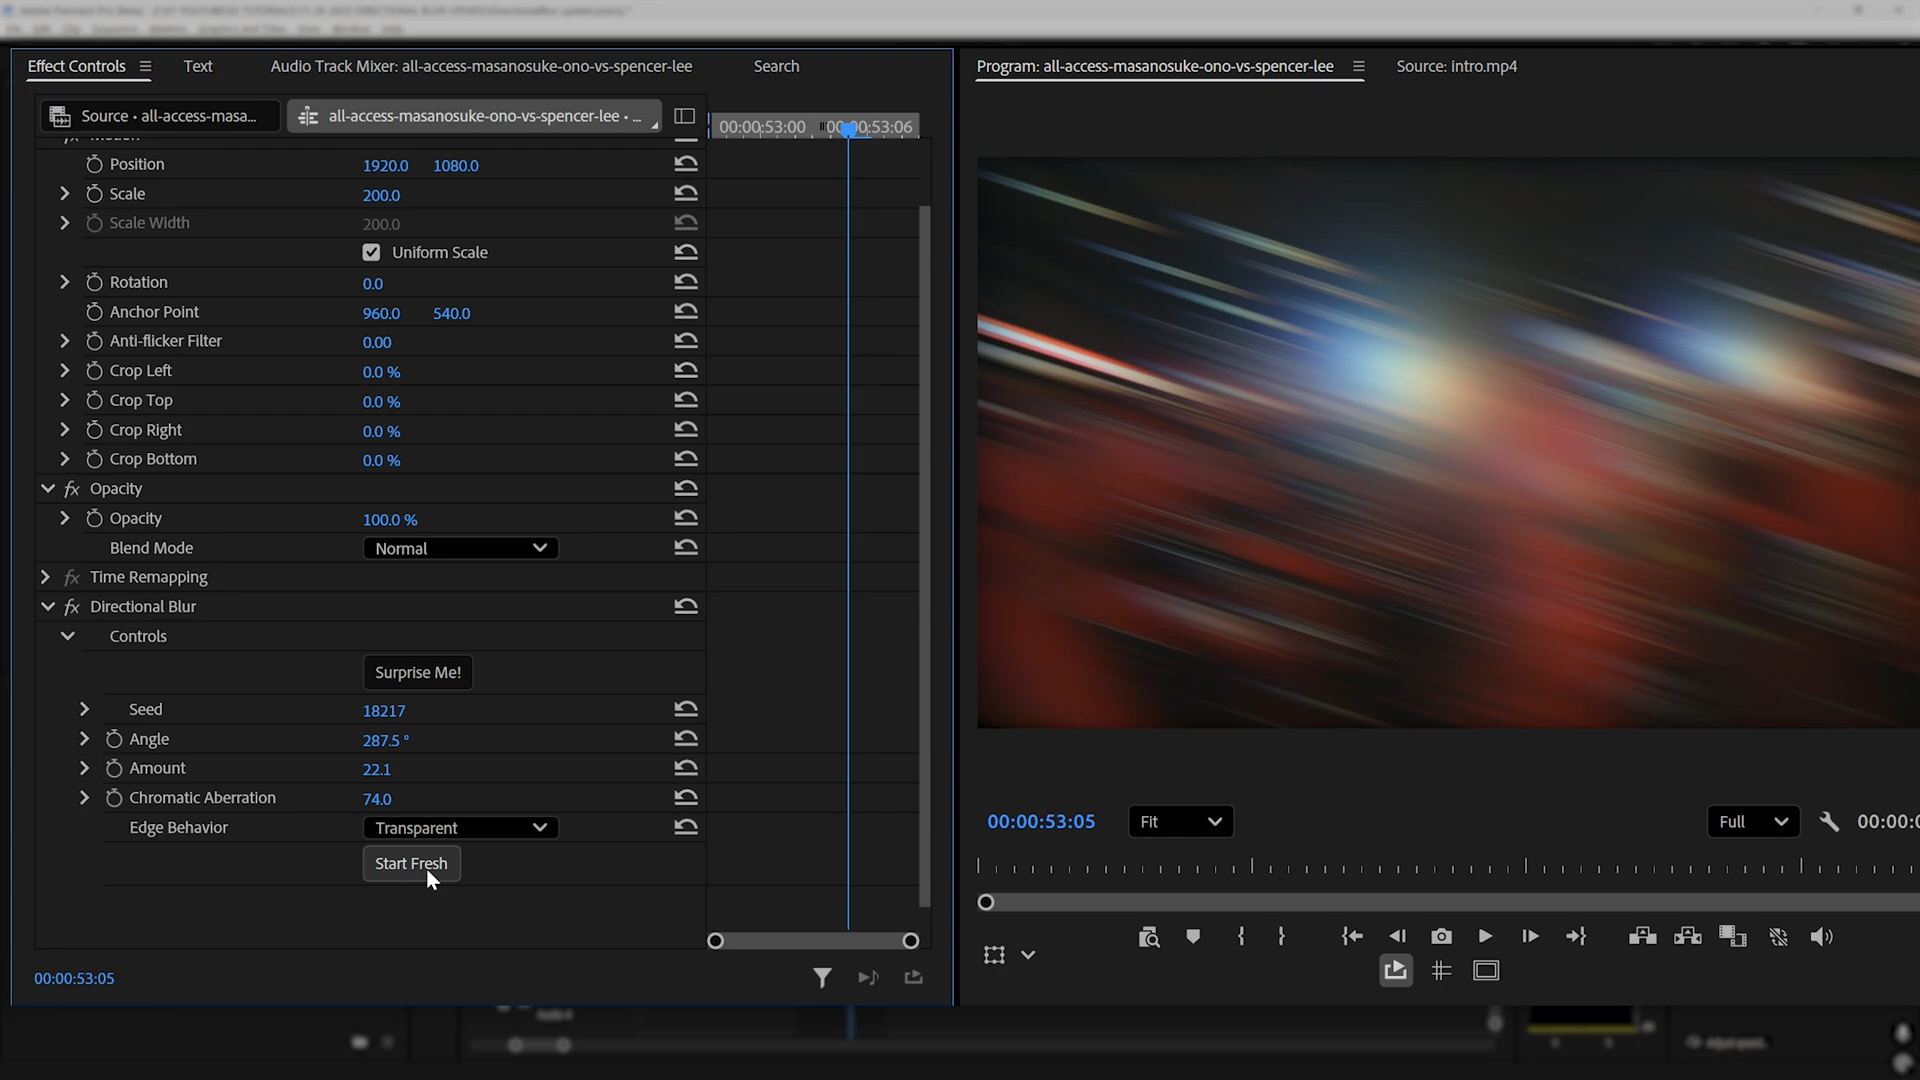 Effect Controls
Text
Audio Track Mixer: all-access-masanosuke-ono-vs-spencer-lee
Search
Program: all-access-masanosuke-ono-vs-spencer-lee
Source: intro.mp4
Source • all-access-masa...
all-access-masanosuke-ono-vs-spencer-lee • ...
00:00:53:00
00:00:53:06
Motion
Position 1920.0 1080.0
Scale 200.0
Scale Width 200.0
Uniform Scale
Rotation 0.0
Anchor Point 960.0 540.0
Anti-flicker Filter 0.00
Crop Left 0.0 %
Crop Top 0.0 %
Crop Right 0.0 %
Crop Bottom 0.0 %
fx Opacity
Opacity 100.0 %
Blend Mode Normal
fx Time Remapping
fx Directional Blur
Controls
Surprise Me!
Seed 18217
Angle 287.5 °
Amount 22.1
Chromatic Aberration 74.0
Edge Behavior Transparent
Start Fresh
00:00:53:05
00:00:53:05
Fit
Full